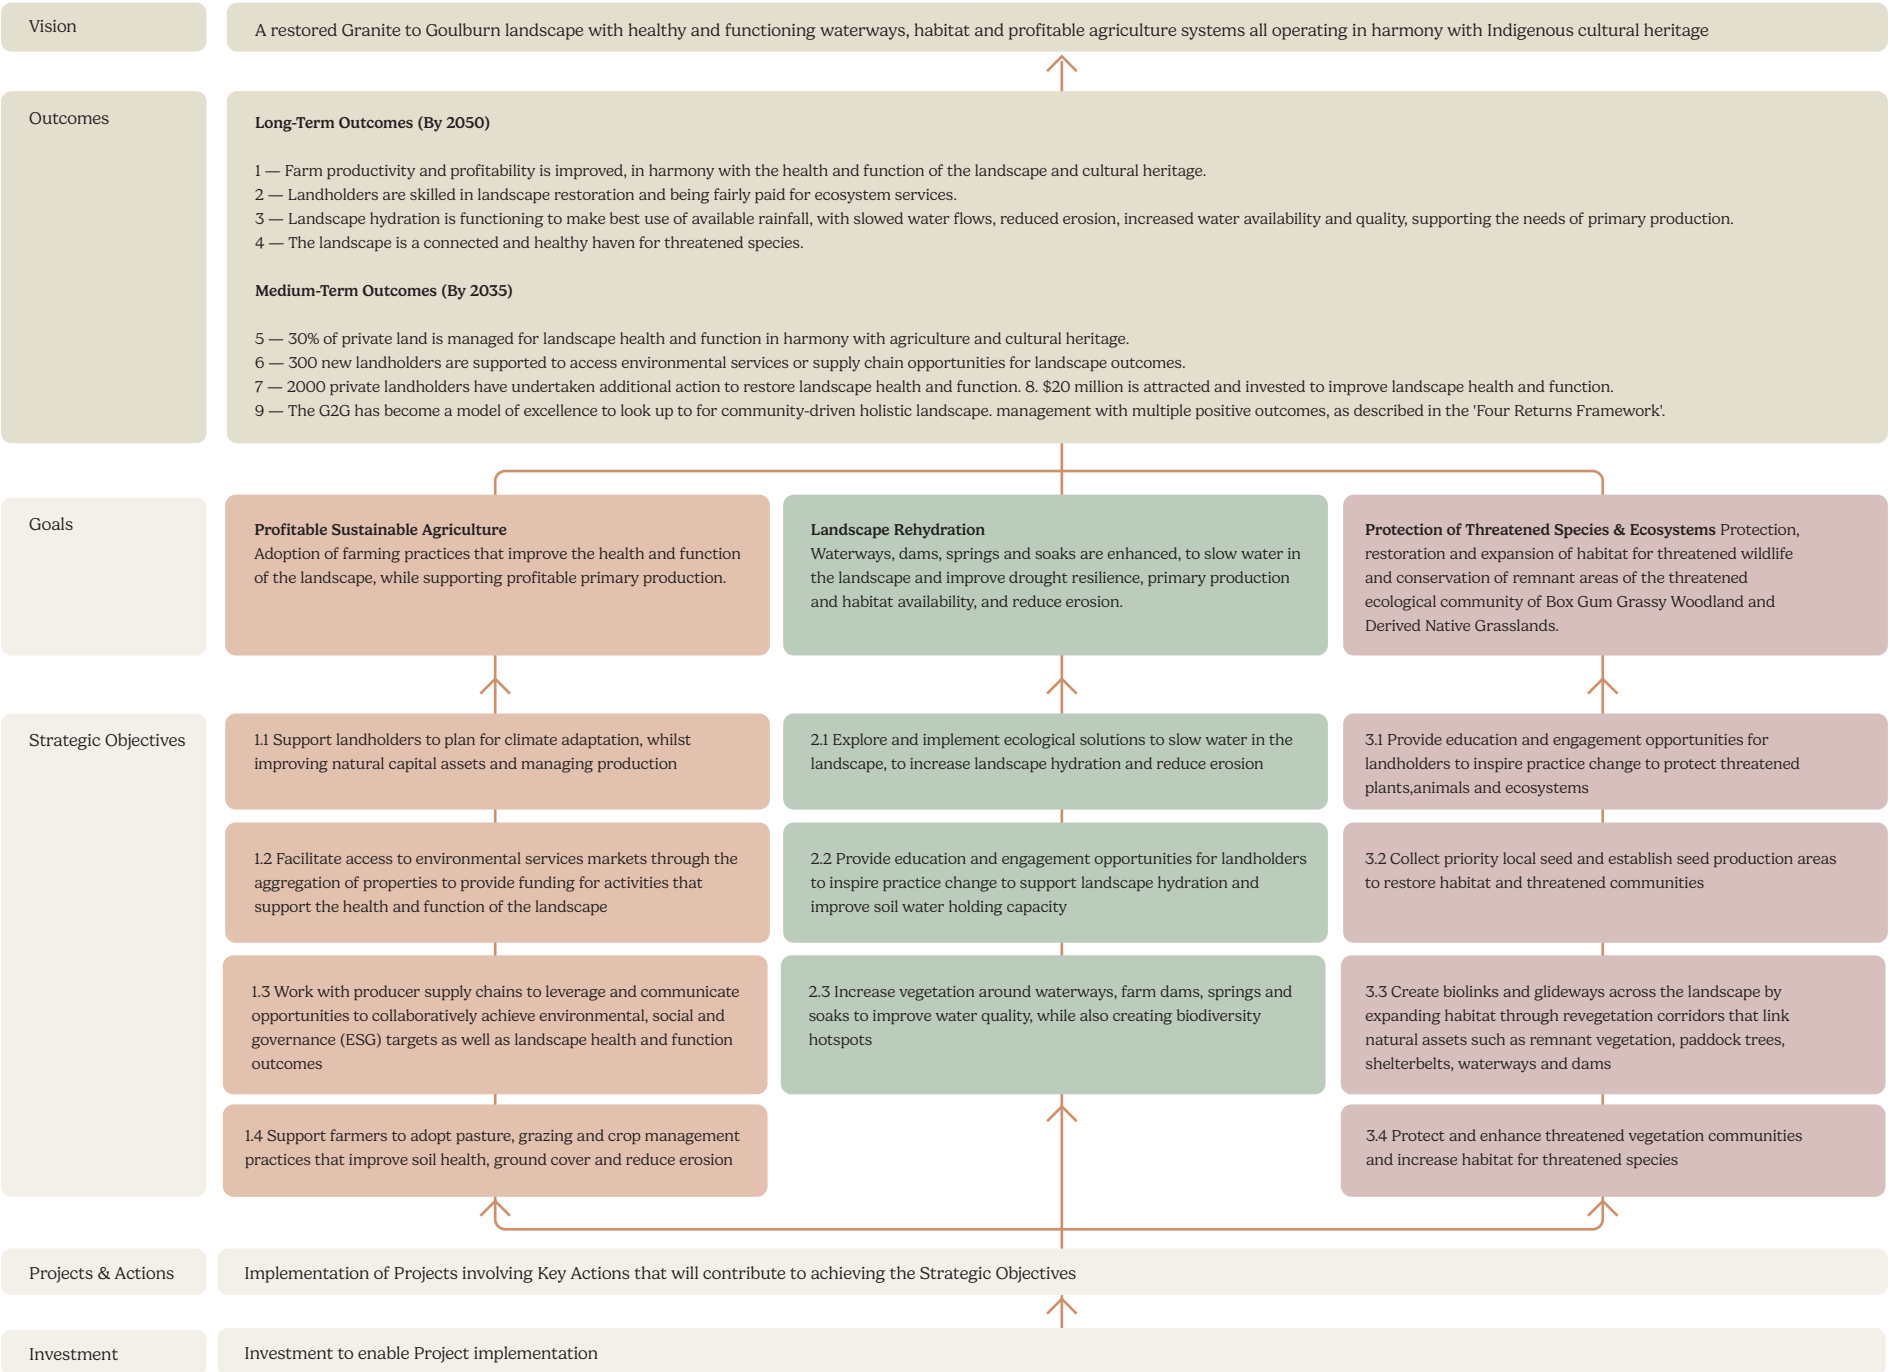 Vision
A restored Granite to Goulburn landscape with healthy and functioning waterways, habitat and profitable agriculture systems all operating in harmony with Indigenous cultural heritage
Outcomes
Long-Term Outcomes (By 2050)
1 — Farm productivity and profitability is improved, in harmony with the health and function of the landscape and cultural heritage.
2 — Landholders are skilled in landscape restoration and being fairly paid for ecosystem services.
3 — Landscape hydration is functioning to make best use of available rainfall, with slowed water flows, reduced erosion, increased water availability and quality, supporting the needs of primary production.
4 — The landscape is a connected and healthy haven for threatened species.
Medium-Term Outcomes (By 2035)
5 — 30% of private land is managed for landscape health and function in harmony with agriculture and cultural heritage.
6 — 300 new landholders are supported to access environmental services or supply chain opportunities for landscape outcomes.
7 — 2000 private landholders have undertaken additional action to restore landscape health and function. 8. $20 million is attracted and invested to improve landscape health and function.
9 — The G2G has become a model of excellence to look up to for community-driven holistic landscape. management with multiple positive outcomes, as described in the 'Four Returns Framework'.
Goals
Profitable Sustainable Agriculture
Adoption of farming practices that improve the health and function
of the landscape, while supporting profitable primary production.
Landscape Rehydration
Waterways, dams, springs and soaks are enhanced, to slow water in
the landscape and improve drought resilience, primary production
and habitat availability, and reduce erosion.
Protection of Threatened Species & Ecosystems Protection,
restoration and expansion of habitat for threatened wildlife
and conservation of remnant areas of the threatened
ecological community of Box Gum Grassy Woodland and
Derived Native Grasslands.
Strategic Objectives
1.1 Support landholders to plan for climate adaptation, whilst
improving natural capital assets and managing production
2.1 Explore and implement ecological solutions to slow water in the
landscape, to increase landscape hydration and reduce erosion
3.1 Provide education and engagement opportunities for
landholders to inspire practice change to protect threatened
plants,animals and ecosystems
1.2 Facilitate access to environmental services markets through the
aggregation of properties to provide funding for activities that
support the health and function of the landscape
2.2 Provide education and engagement opportunities for landholders
to inspire practice change to support landscape hydration and
improve soil water holding capacity
3.2 Collect priority local seed and establish seed production areas
to restore habitat and threatened communities
1.3 Work with producer supply chains to leverage and communicate
opportunities to collaboratively achieve environmental, social and
governance (ESG) targets as well as landscape health and function
outcomes
2.3 Increase vegetation around waterways, farm dams, springs and
soaks to improve water quality, while also creating biodiversity
hotspots
3.3 Create biolinks and glideways across the landscape by
expanding habitat through revegetation corridors that link
natural assets such as remnant vegetation, paddock trees,
shelterbelts, waterways and dams
1.4 Support farmers to adopt pasture, grazing and crop management
practices that improve soil health, ground cover and reduce erosion
3.4 Protect and enhance threatened vegetation communities
and increase habitat for threatened species
Projects & Actions
Implementation of Projects involving Key Actions that will contribute to achieving the Strategic Objectives
Investment
Investment to enable Project implementation